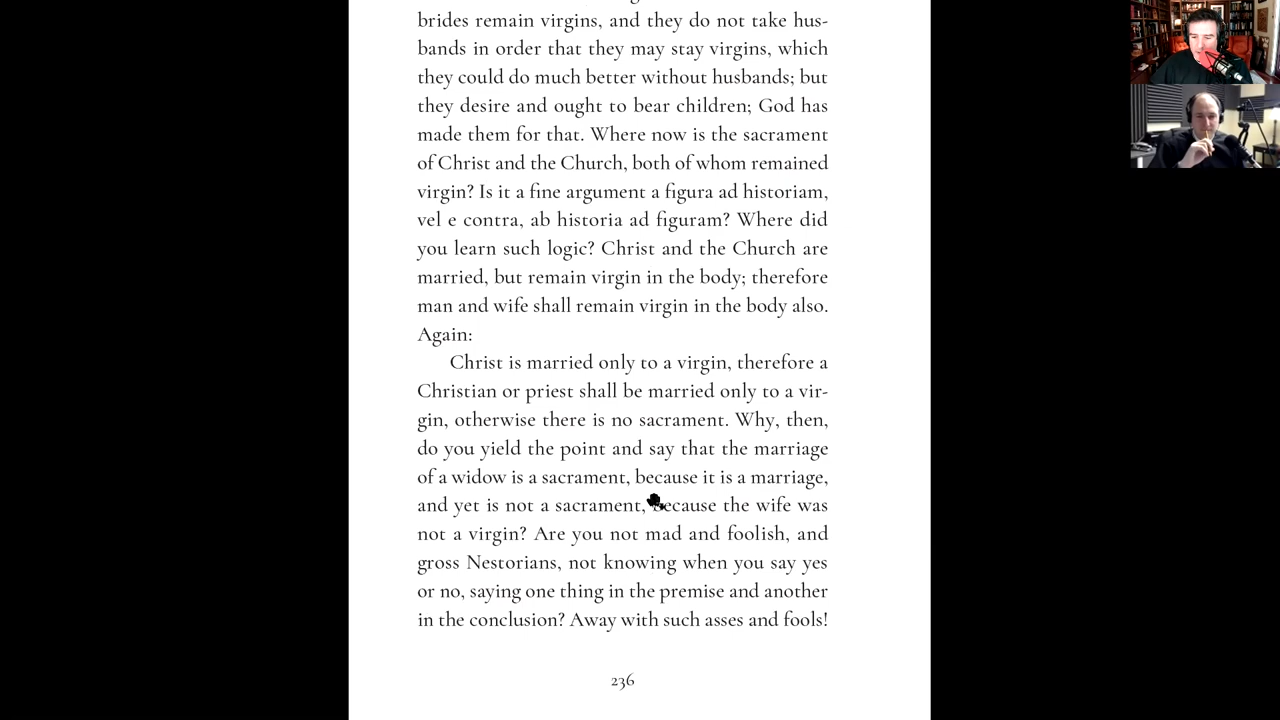 brides remain virgins, and they do not take hus-
bands in order that they may stay virgins, which
they could do much better without husbands; but
they desire and ought to bear children; God has
made them for that. Where now is the sacrament
of Christ and the Church, both of whom remained
virgin? Is it a fine argument a figura ad historiam,
vel e contra, ab historia ad figuram? Where did
you learn such logic? Christ and the Church are
married, but remain virgin in the body; therefore
man and wife shall remain virgin in the body also.
Again:
Christ is married only to a virgin, therefore a
Christian or priest shall be married only to a vir-
gin, otherwise there is no sacrament. Why, then,
do you yield the point and say that the marriage
of a widow is a sacrament, because it is a marriage,
and yet is not a sacrament, because the wife was
not a virgin? Are you not mad and foolish, and
gross Nestorians, not knowing when you say yes
or no, saying one thing in the premise and another
in the conclusion? Away with such asses and fools!
236